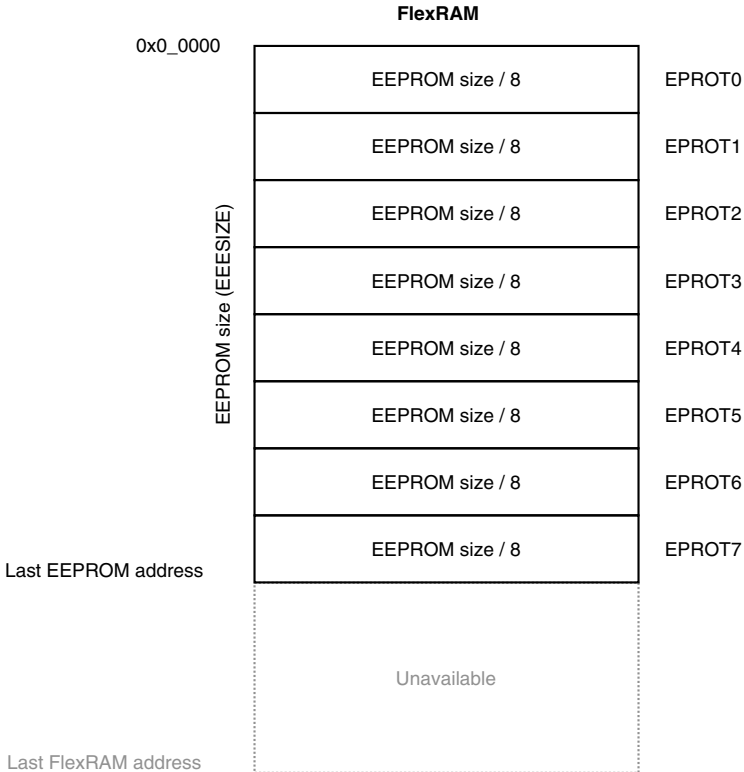 FlexRAM
0x0_0000
EEPROM size / 8 EPROT0
EEPROM size / 8 EPROT1
EEPROM size / 8 EPROT2
EEPROM size / 8 EPROT3
EEPROM size / 8 EPROT4
EEPROM size / 8 EPROT5
EEPROM size / 8 EPROT6
EEPROM size / 8 EPROT7
EEPROM size (EEESIZE)
Last EEPROM address
Unavailable
Last FlexRAM address